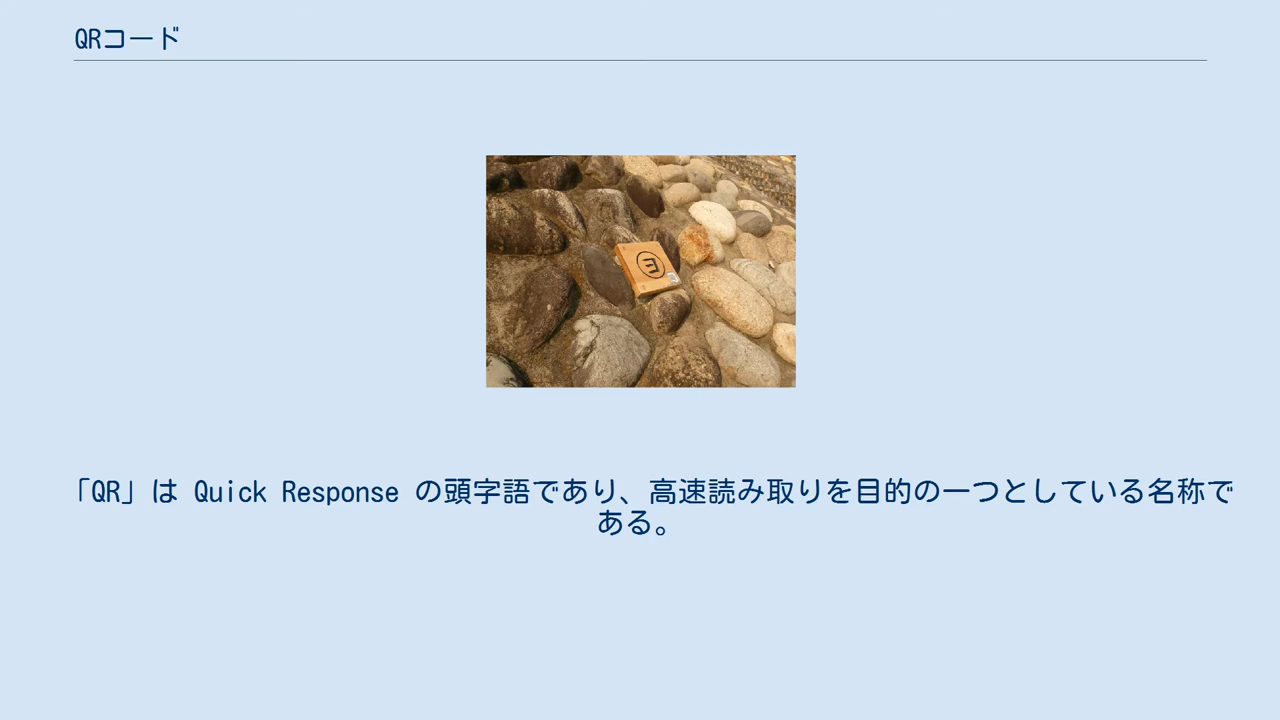 QRコード
「QR」は Quick Response の頭字語であり、高速読み取りを目的の一つとしている名称で
ある。